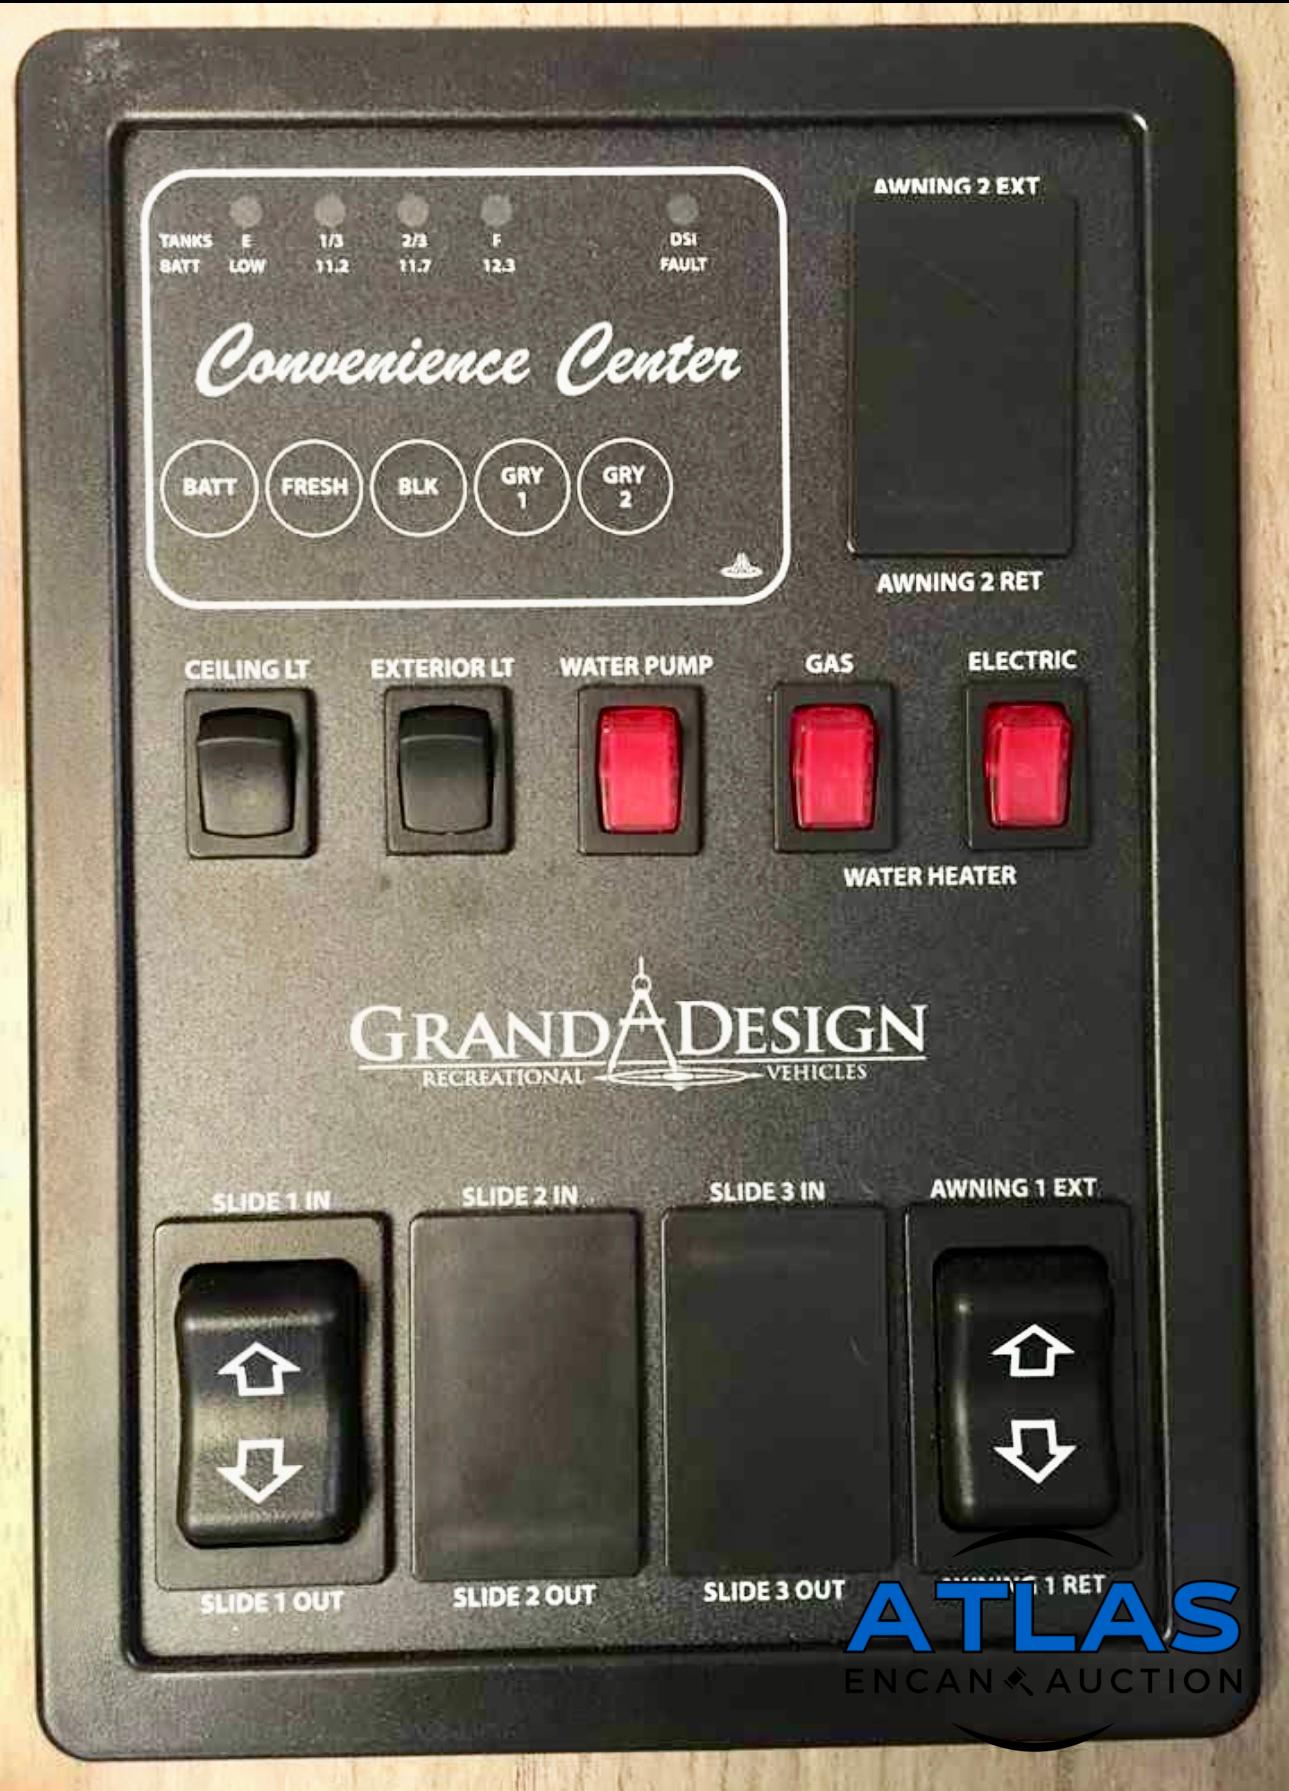 AWNING 2 EXT
TANKS E 1/3 2/3 F DSI
BATT LOW 11.2 11.7 12.3 FAULT
Convenience Center
BATT FRESH BLK GRY 1 GRY 2
AWNING 2 RET
CEILING LT EXTERIOR LT WATER PUMP GAS ELECTRIC
WATER HEATER
GRAND DESIGN
RECREATIONAL VEHICLES
SLIDE 1 IN SLIDE 2 IN SLIDE 3 IN AWNING 1 EXT
SLIDE 1 OUT SLIDE 2 OUT SLIDE 3 OUT AWNING 1 RET
ATLAS
ENCAN AUCTION